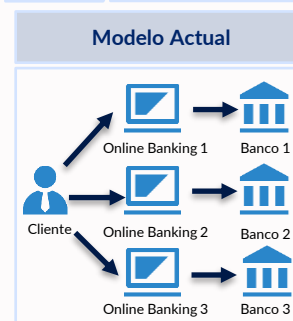 Modelo Actual
Online Banking 1 Banco 1
Cliente
Online Banking 2 Banco 2
Online Banking 3 Banco 3